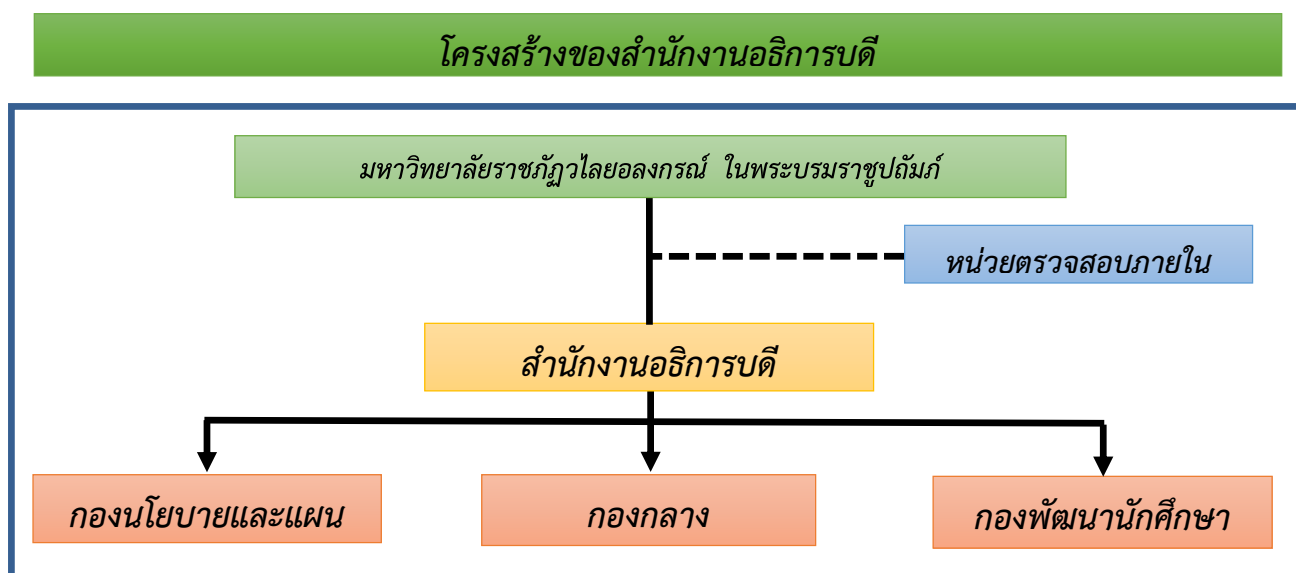 โครงสร้างของสำนักงานอธิการบดี
มหาวิทยาลัยราชภัฏวไลยอลงกรณ์ ในพระบรมราชูปถัมภ์
หน่วยตรวจสอบภายใน
สำนักงานอธิการบดี
กองนโยบายและแผน
กองกลาง
กองพัฒนานักศึกษา